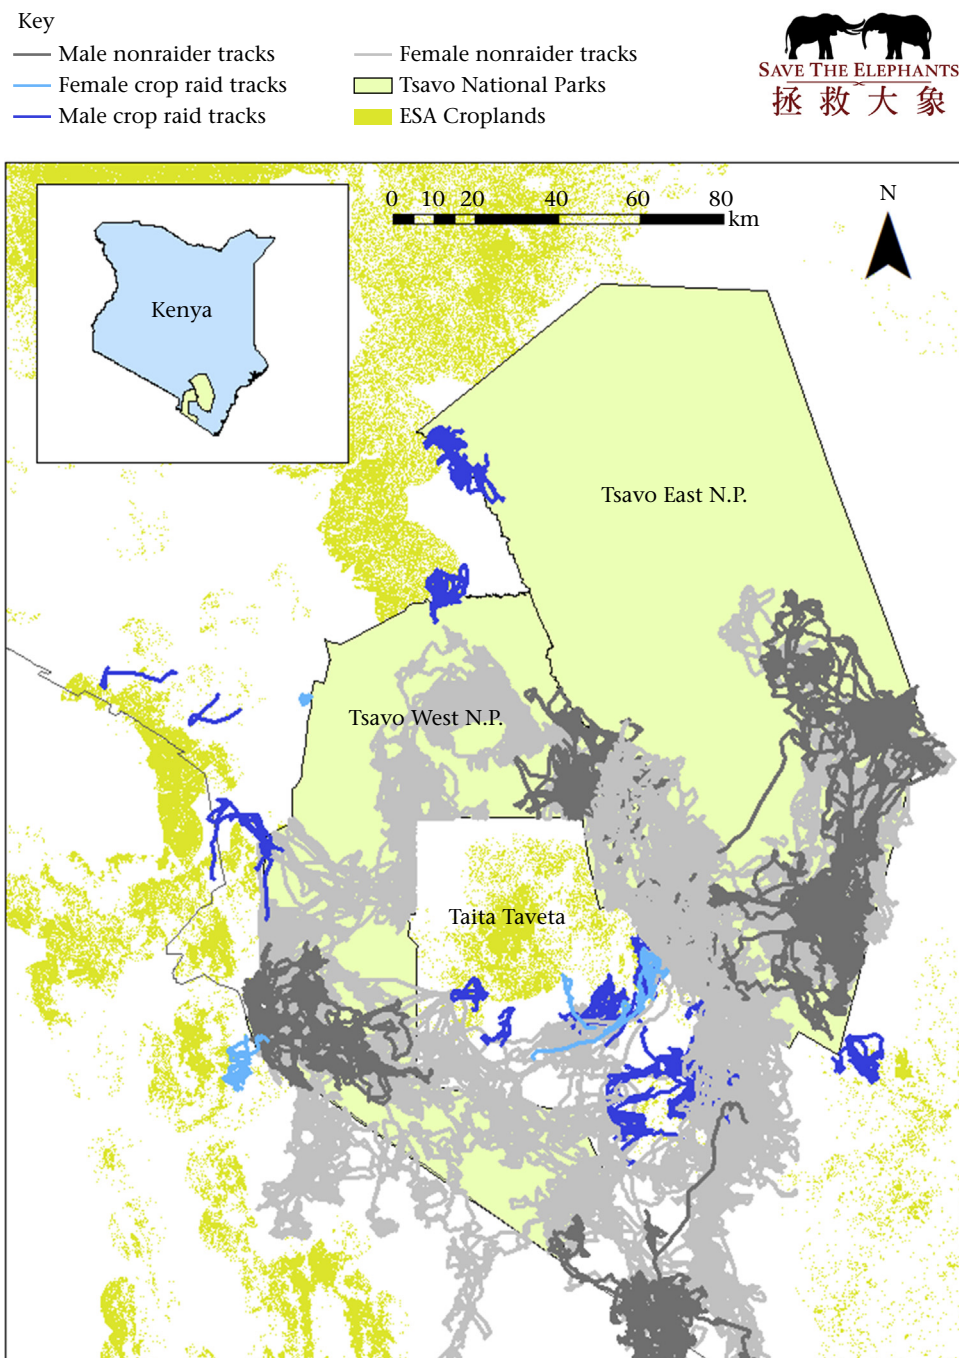 Key
Male nonraider tracks
Female crop raid tracks
Male crop raid tracks
Female nonraider tracks
Tsavo National Parks
ESA Croplands
SAVE THE ELEPHANTS
拯救大象
0 10 20 40 60 80
km
N
Kenya
Tsavo East N.P.
Tsavo West N.P.
Taita Taveta